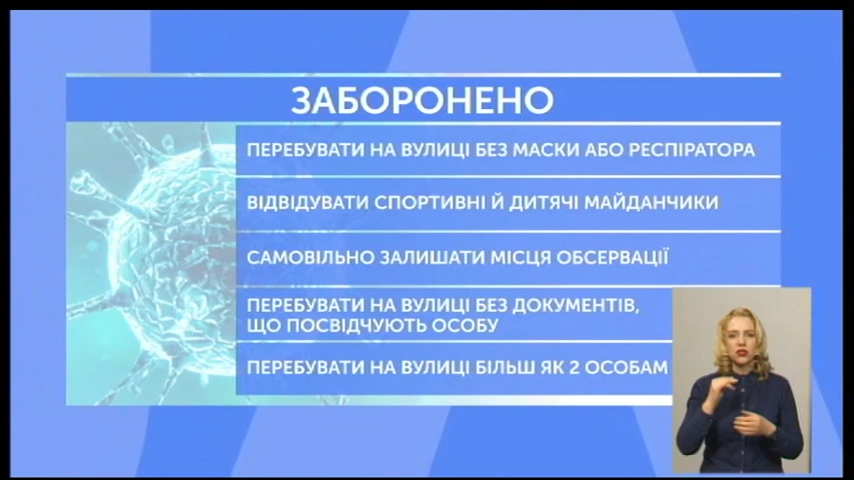 ЗАБОРОНЕНО
ПЕРЕБУВАТИ НА ВУЛИЦІ БЕЗ МАСКИ АБО РЕСПІРАТОРА
ВІДВІДУВАТИ СПОРТИВНІ Й ДИТЯЧІ МАЙДАНЧИКИ
САМОВІЛЬНО ЗАЛИШАТИ МІСЦЯ ОБСЕРВАЦІЇ
ПЕРЕБУВАТИ НА ВУЛИЦІ БЕЗ ДОКУМЕНТІВ,
ЩО ПОСВІДЧУЮТЬ ОСОБУ
ПЕРЕБУВАТИ НА ВУЛИЦІ БІЛЬШ ЯК 2 ОСОБАМ